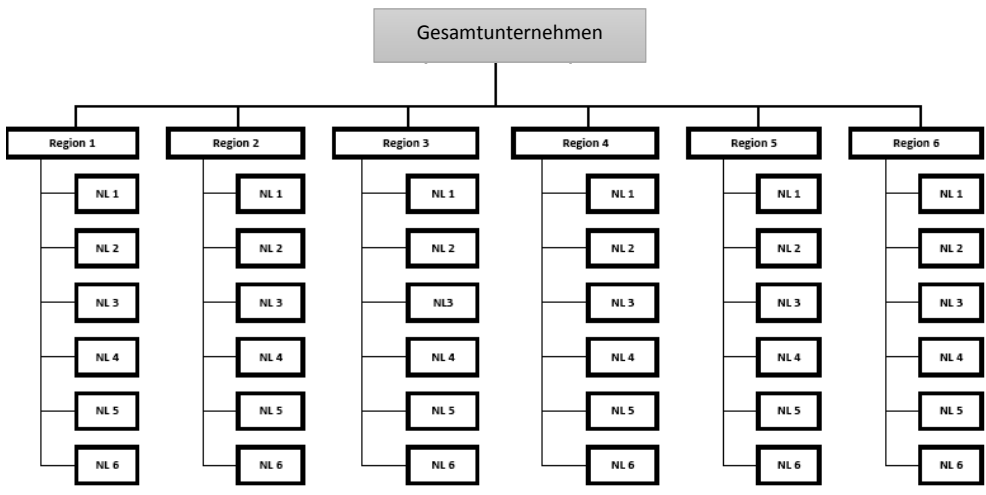 Gesamtunternehmen
Region 1 Region 2 Region 3 Region 4 Region 5 Region 6
NL 1 NL 1 NL 1 NL 1 NL 1 NL 1
NL 2 NL 2 NL 2 NL 2 NL 2 NL 2
NL 3 NL 3 NL3 NL 3 NL 3 NL 3
NL 4 NL 4 NL 4 NL 4 NL 4 NL 4
NL 5 NL 5 NL 5 NL 5 NL 5 NL 5
NL 6 NL 6 NL 6 NL 6 NL 6 NL 6